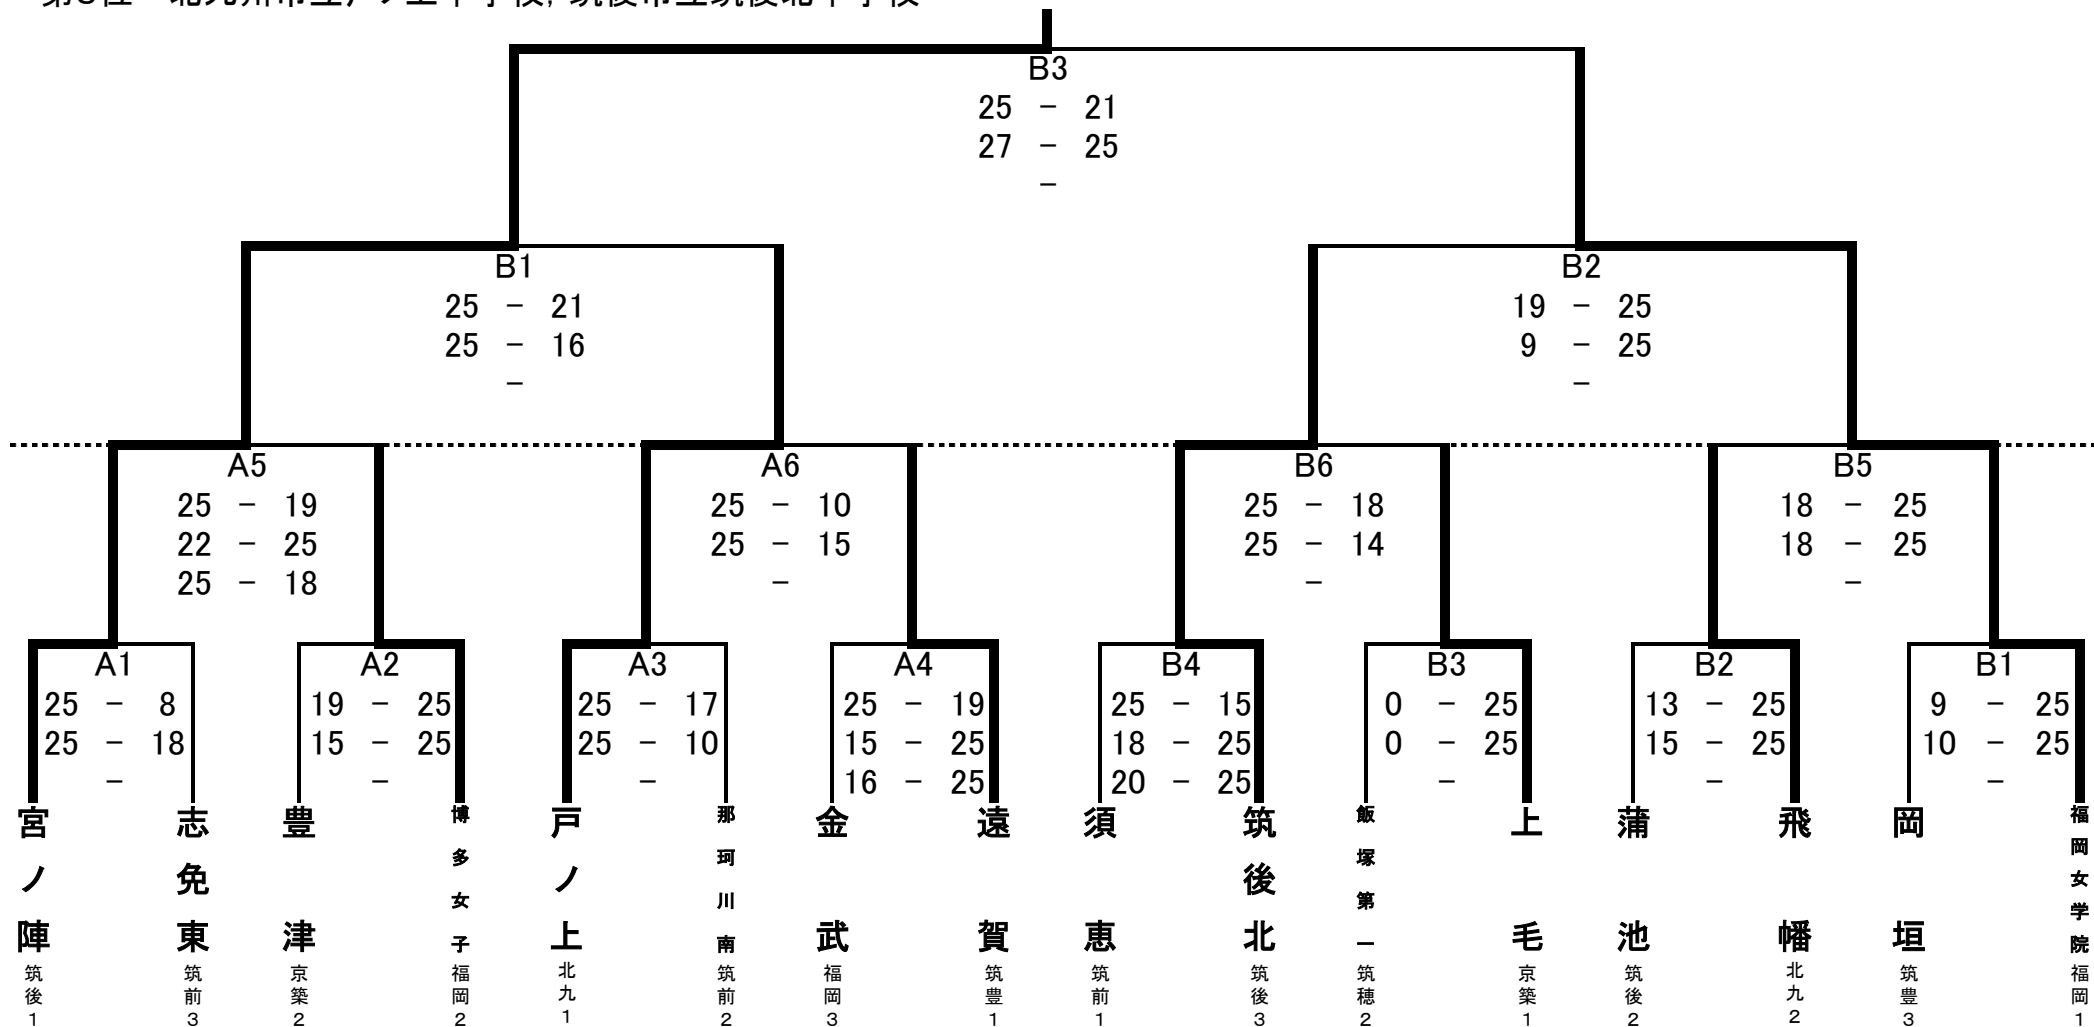 B3
25 － 21
27 － 25
－
B1
25 － 21
25 － 16
－
B2
19 － 25
9 － 25
－
A5
25 － 19
22 － 25
25 － 18
A6
25 － 10
25 － 15
－
B6
25 － 18
25 － 14
－
B5
18 － 25
18 － 25
－
A1
25 － 8
25 － 18
－
A2
19 － 25
15 － 25
－
A3
25 － 17
25 － 10
－
A4
25 － 19
15 － 25
16 － 25
B4
25 － 15
18 － 25
20 － 25
B3
0 － 25
0 － 25
－
B2
13 － 25
15 － 25
－
B1
9 － 25
10 － 25
－
宮ノ陣
筑後1
志免東
筑前3
豊津
京築2
博多女子
福岡2
戸ノ上
北九1
那珂川南
筑前2
金武
福岡3
遠賀
筑豊1
須恵
筑前1
筑後北
筑後3
飯塚第一
筑穂2
上毛
京築1
蒲池
筑後2
飛幡
北九2
岡垣
筑豊3
福岡女学院
福岡1